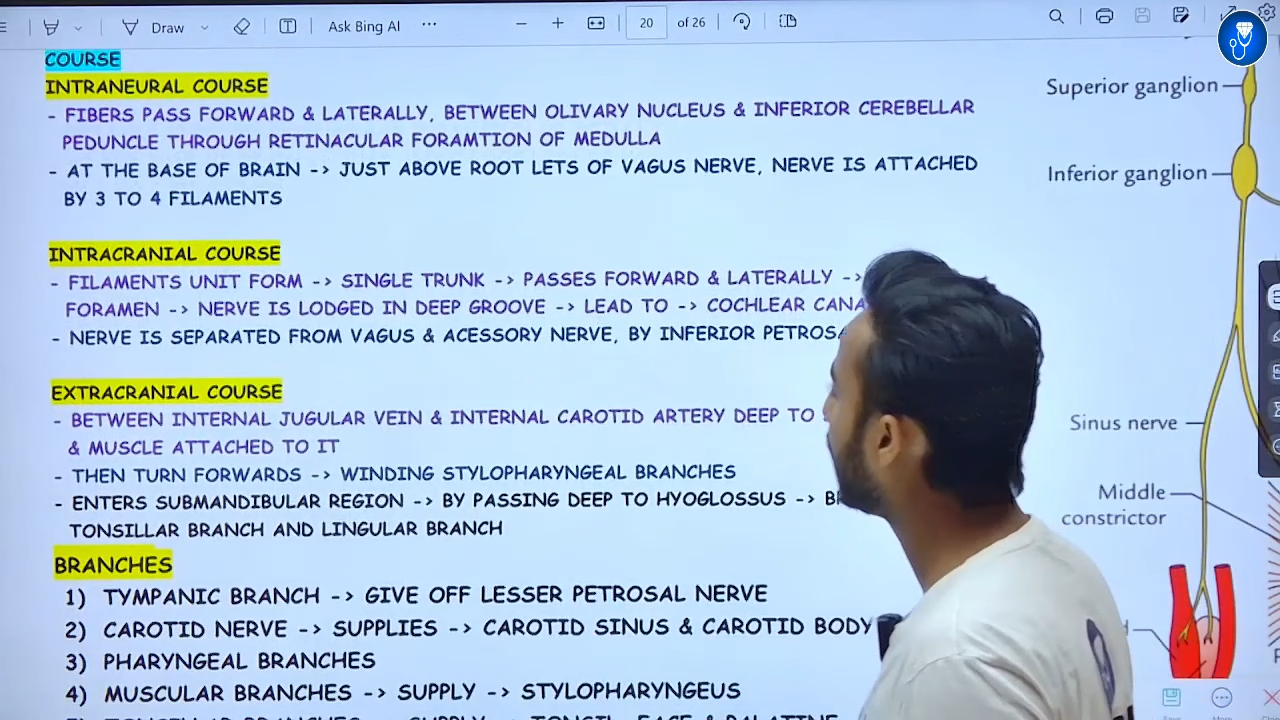 Draw
Ask Bing AI
20 of 26
COURSE
INTRANEURAL COURSE
- FIBERS PASS FORWARD & LATERALLY, BETWEEN OLIVARY NUCLEUS & INFERIOR CEREBELLAR
PEDUNCLE THROUGH RETINACULAR FORAMTION OF MEDULLA
- AT THE BASE OF BRAIN -> JUST ABOVE ROOT LETS OF VAGUS NERVE, NERVE IS ATTACHED
BY 3 TO 4 FILAMENTS
INTRACRANIAL COURSE
- FILAMENTS UNIT FORM -> SINGLE TRUNK -> PASSES FORWARD & LATERALLY ->
FORAMEN -> NERVE IS LODGED IN DEEP GROOVE -> LEAD TO -> COCHLEAR
- NERVE IS SEPARATED FROM VAGUS & ACESSORY NERVE, BY INFERIOR
EXTRACRANIAL COURSE
- BETWEEN INTERNAL JUGULAR VEIN & INTERNAL CAROTID ARTERY DEEP TO
& MUSCLE ATTACHED TO IT
- THEN TURN FORWARDS -> WINDING STYLOPHARYNGEAL BRANCHES
- ENTERS SUBMANDIBULAR REGION -> BY PASSING DEEP TO HYOGLOSSUS ->
TONSILLAR BRANCH AND LINGULAR BRANCH
BRANCHES
1) TYMPANIC BRANCH -> GIVE OFF LESSER PETROSAL NERVE
2) CAROTID NERVE -> SUPPLIES -> CAROTID SINUS & CAROTID BODY
3) PHARYNGEAL BRANCHES
4) MUSCULAR BRANCHES -> SUPPLY -> STYLOPHARYNGEUS
Superior ganglion
Inferior ganglion
Sinus nerve
Middle
constrictor